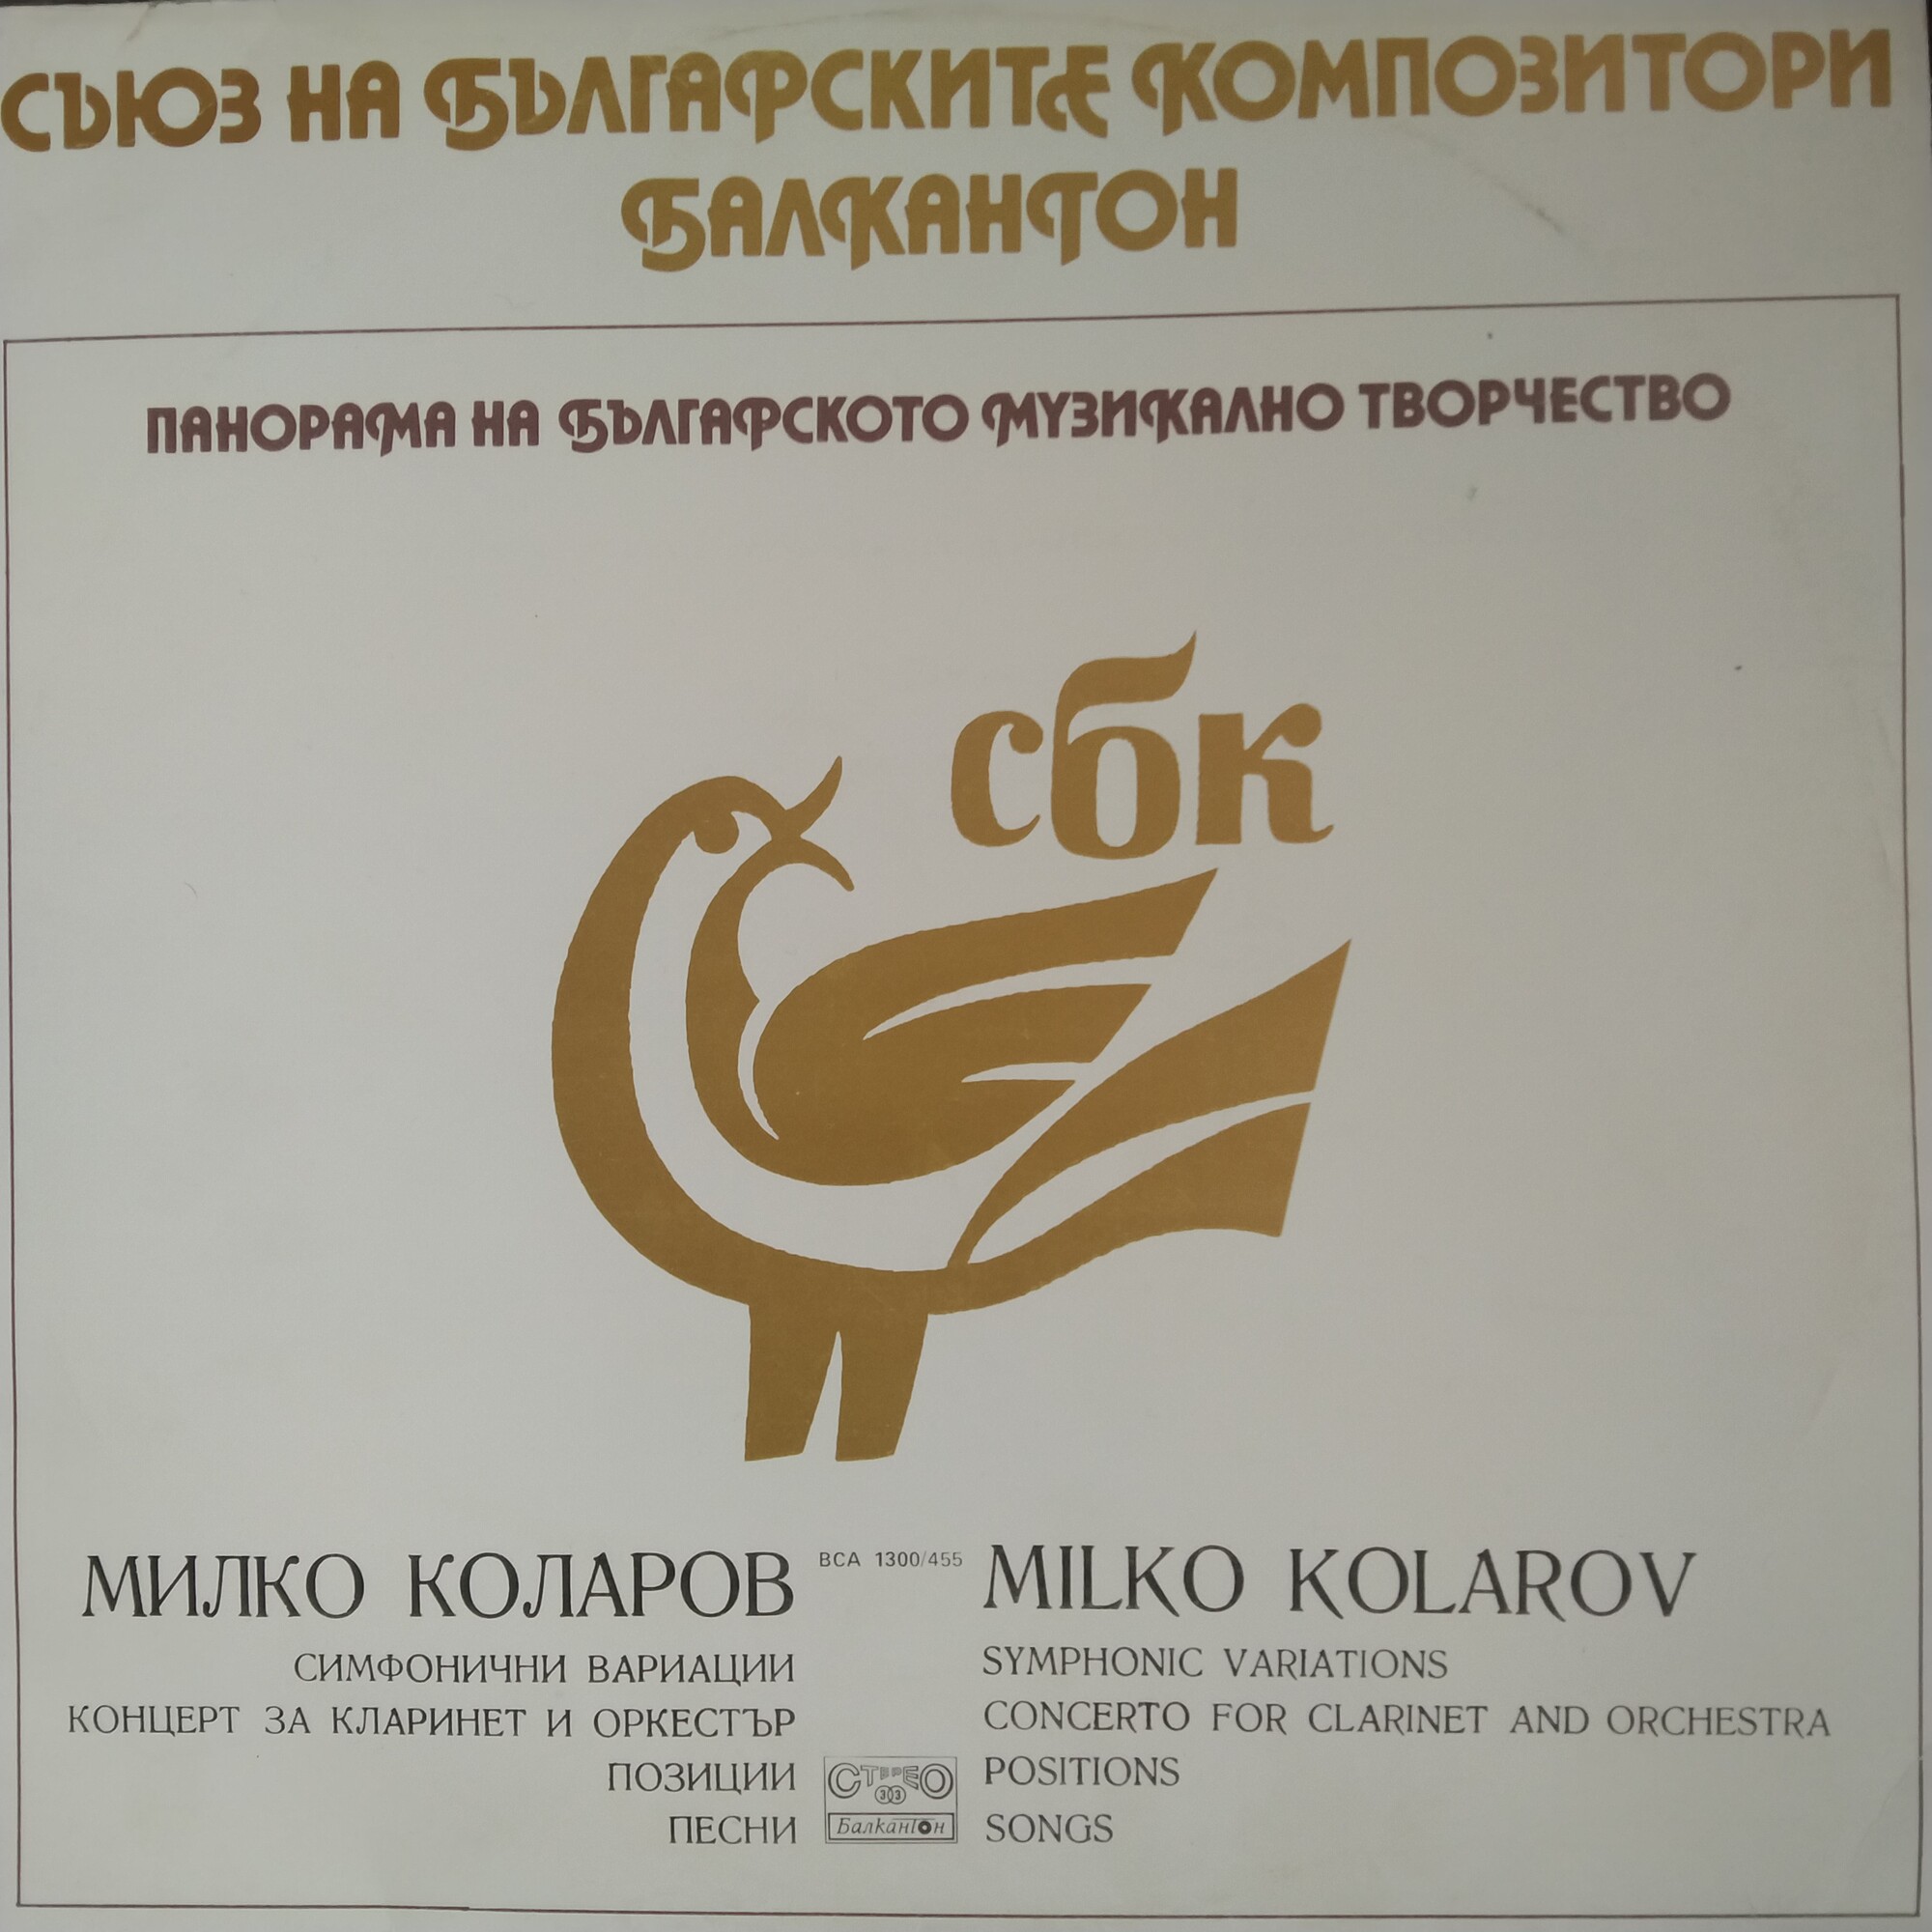 СЪЮЗ НА БЪЛГАРСКИТЕ КОМПОЗИТОРИ
БАЛКАНТОН
ПАНОРАМА НА БЪЛГАРСКОТО МУЗИКАЛНО ТВОРЧЕСТВО
сбк
МИЛКО КОЛАРОВ
СИМФОНИЧНИ ВАРИАЦИИ
КОНЦЕРТ ЗА КЛАРИНЕТ И ОРКЕСТЪР
ПОЗИЦИИ
ПЕСНИ
ВСА 1300/455
СТЕРЕО
33
Балкантон
MILKO KOLAROV
SYMPHONIC VARIATIONS
CONCERTO FOR CLARINET AND ORCHESTRA
POSITIONS
SONGS